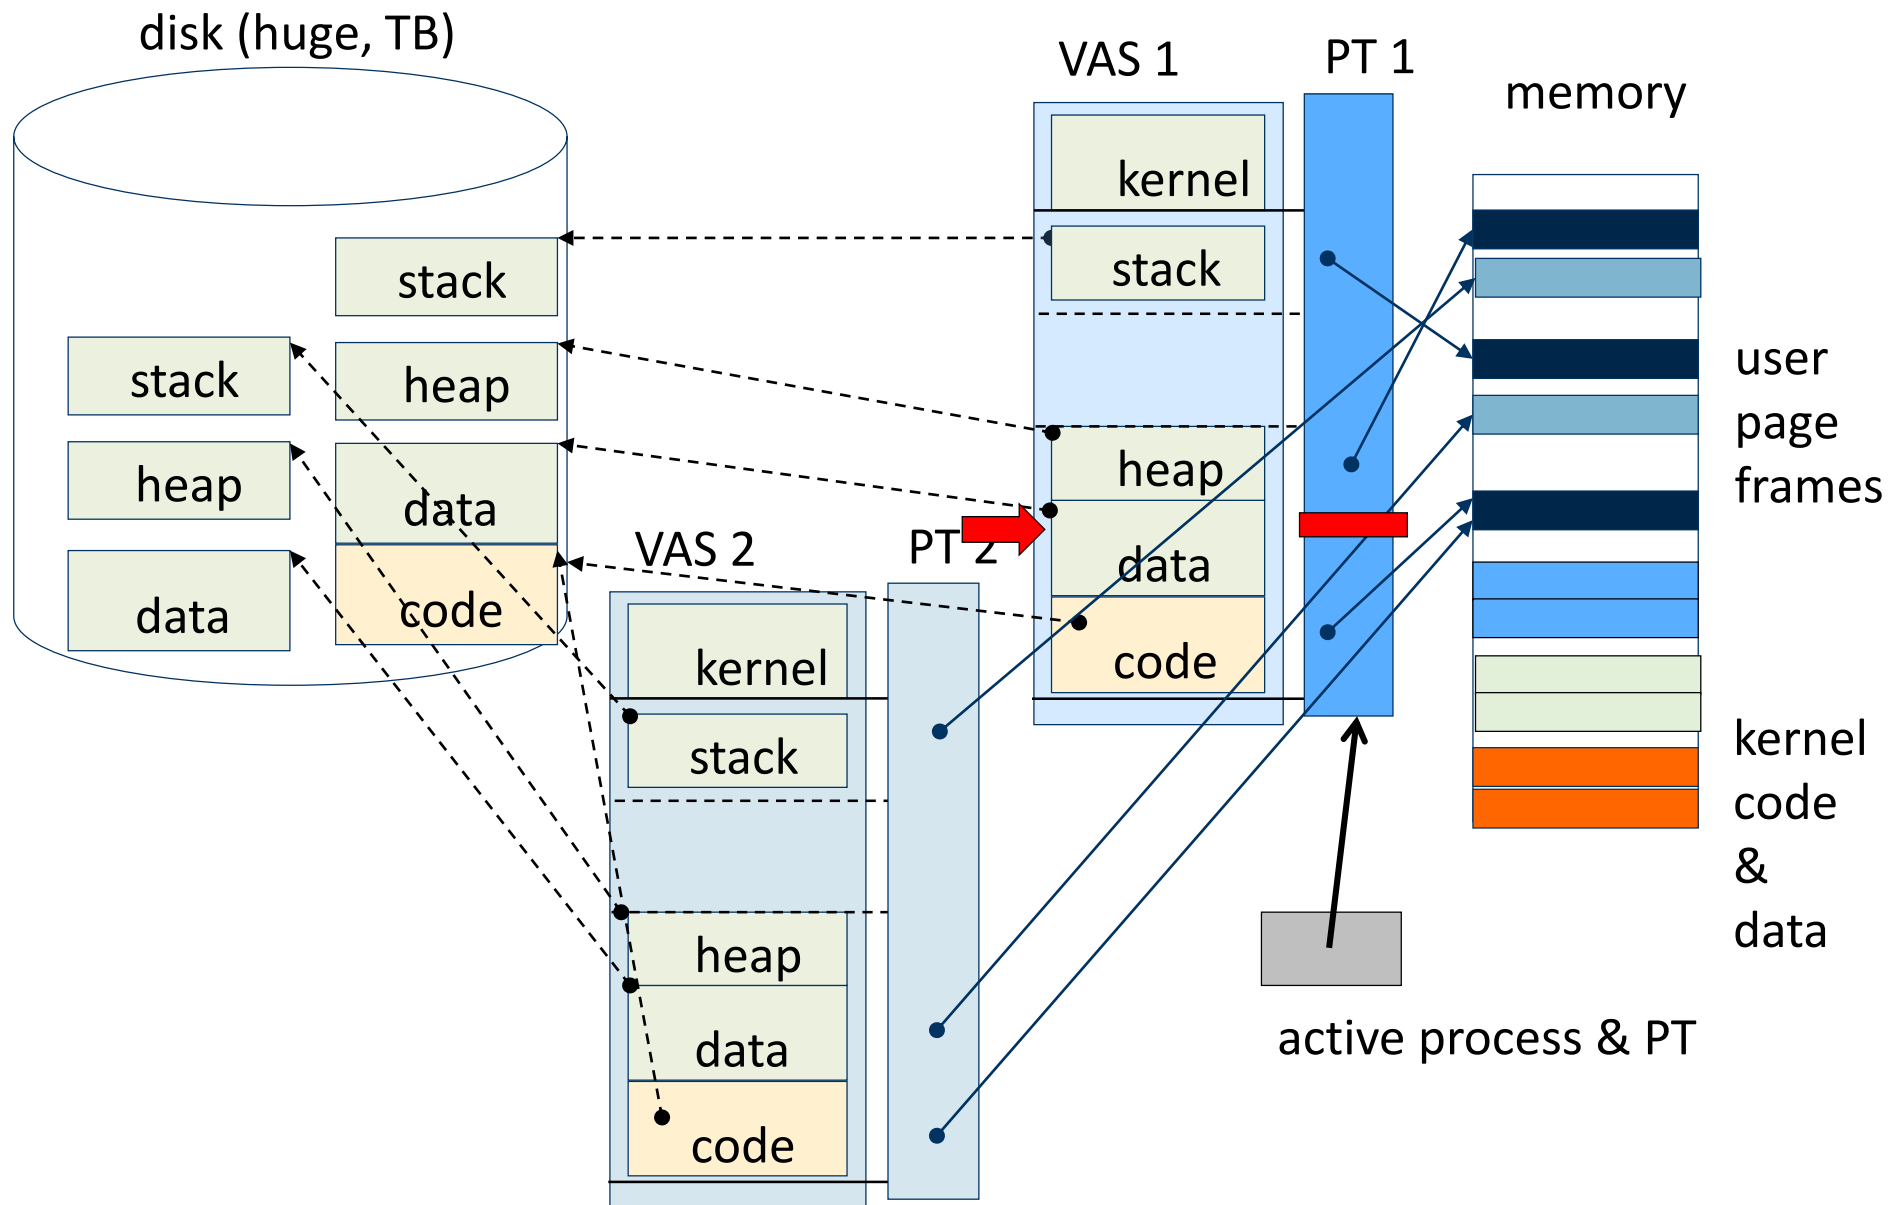 disk (huge, TB)
stack
heap
data
code
stack
heap
data
VAS 1
PT 1
kernel
stack
heap
data
code
VAS 2
PT 2
kernel
stack
heap
data
code
memory
user
page
frames
kernel
code
&
data
active process & PT